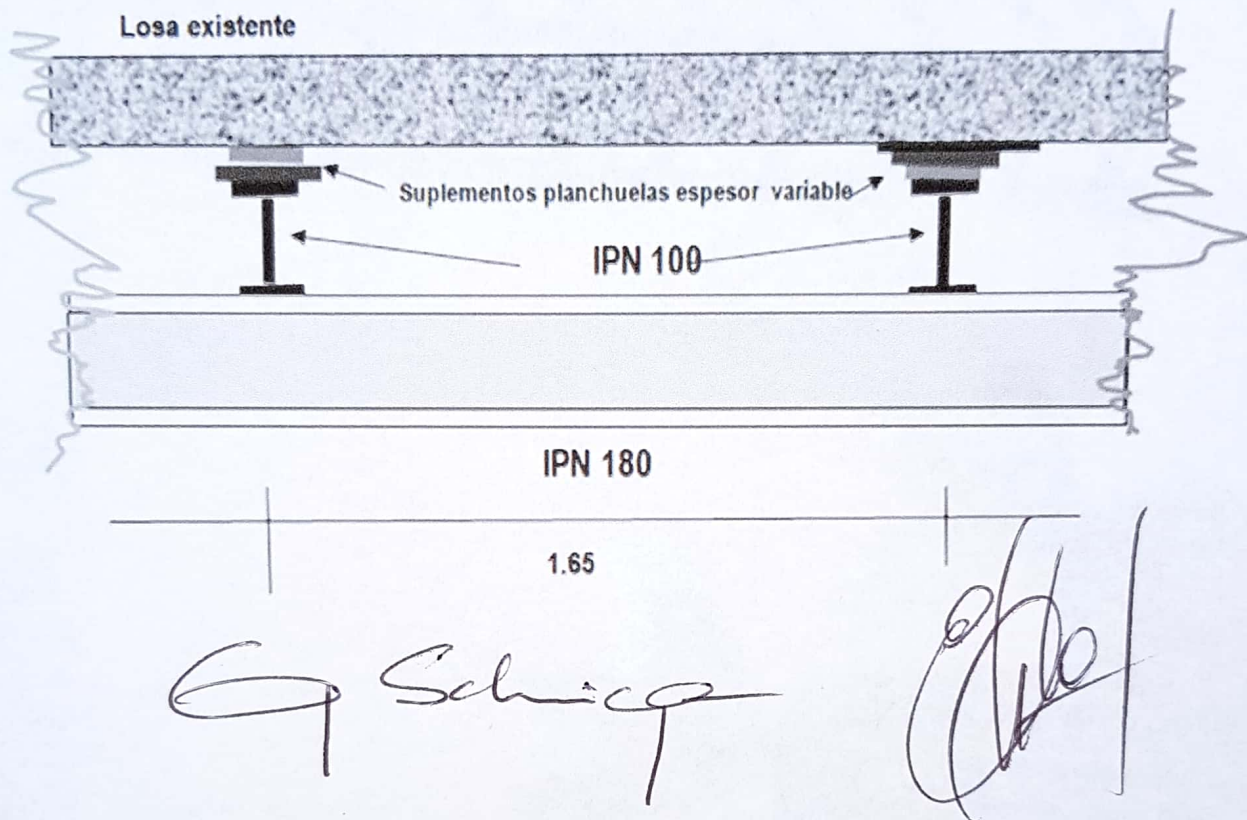 Losa existente
Suplementos planchuelas espesor variable
IPN 100
IPN 180
1.65